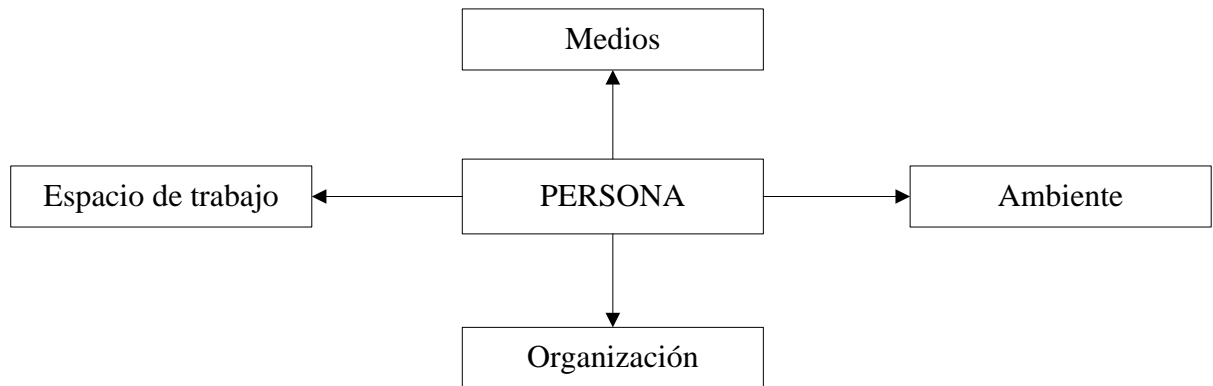 Medios
Espacio de trabajo
PERSONA
Ambiente
Organización